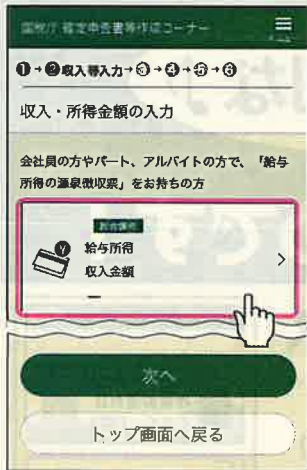 国税庁 確定申告書等作成コーナー
❶→❷収入等入力→❸→❹→❺→❻
収入・所得金額の入力
会社員の方やパート、アルバイトの方で、「給与
所得の源泉徴収票」をお持ちの方
総合課税
給与所得
収入金額
次へ
トップ画面へ戻る